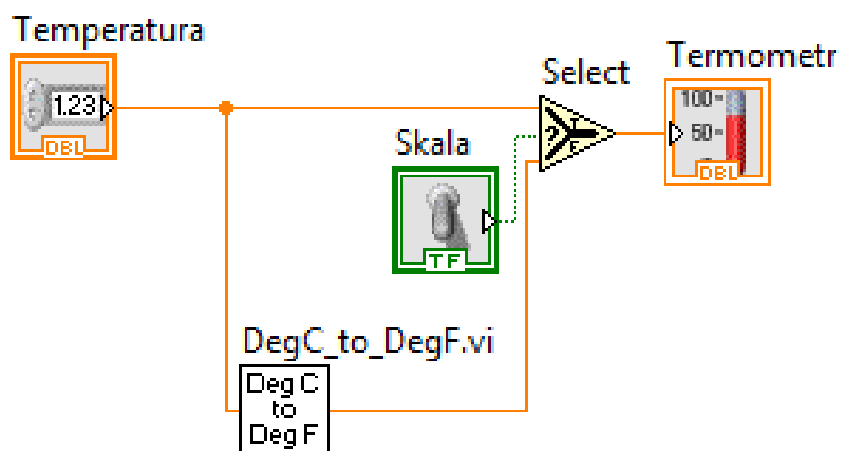 Temperatura
1.23
DBL
Select
?
T
F
Termometr
100-
50-
DBL
Skala
TF
DegC_to_DegF.vi
Deg C
to
Deg F